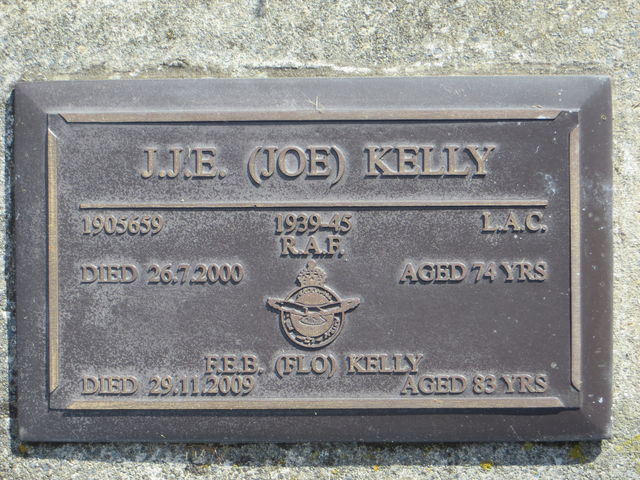 J.J.E. (JOE) KELLY
1905659 1939-45 L.A.C.
R.A.F.
DIED 26.7.2000 AGED 74 YRS
F.E.B. (FLO) KELLY
DIED 29.11.2009 AGED 83 YRS